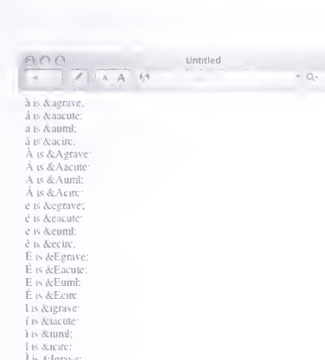 Untitled
A A
à is &agrave;
á is &aacute;
ä is &auml;
â is &acirc;
À is &Agrave;
Á is &Aacute;
Ä is &Auml;
Â is &Acirc;
è is &egrave;
é is &eacute;
ë is &euml;
ê is &ecirc;
È is &Egrave;
É is &Eacute;
Ë is &Euml;
Ê is &Ecirc;
ì is &igrave;
í is &iacute;
ï is &iuml;
î is &icirc;
Ì is &Igrave;